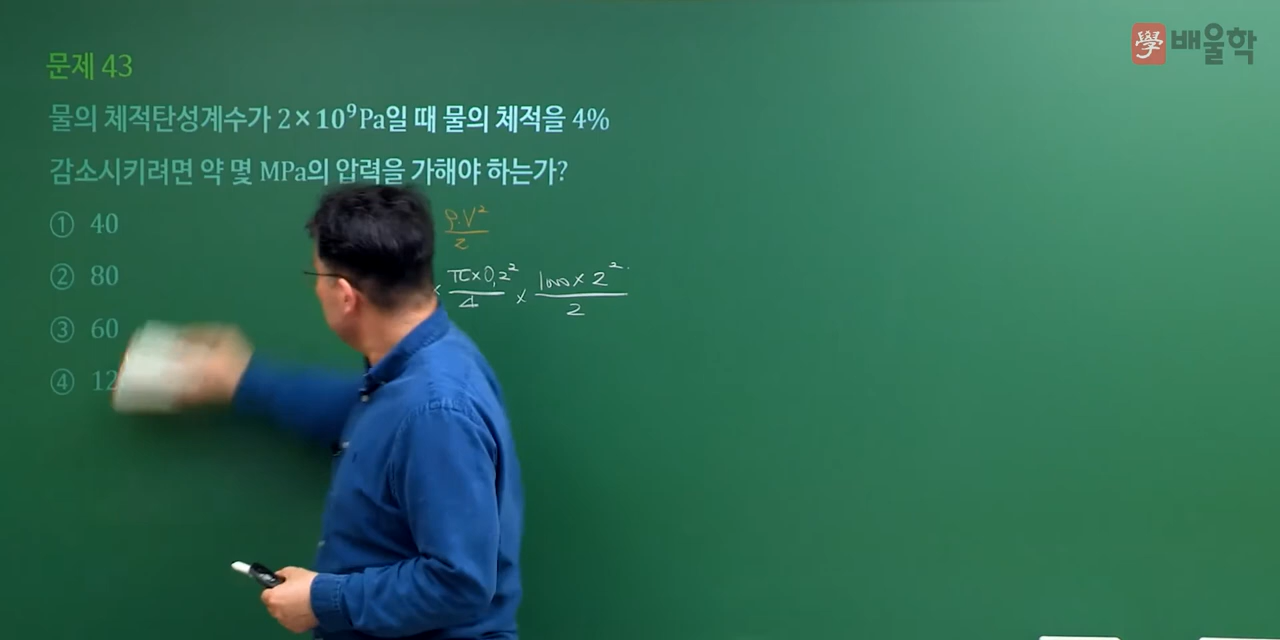 學 배울학
문제 43
물의 체적탄성계수가 2×10⁹Pa일 때 물의 체적을 4%
감소시키려면 약 몇 MPa의 압력을 가해야 하는가?
① 40
② 80
③ 60
④ 12
ρ·V²
2
× π×0.2²
4
× 1000×2²
2